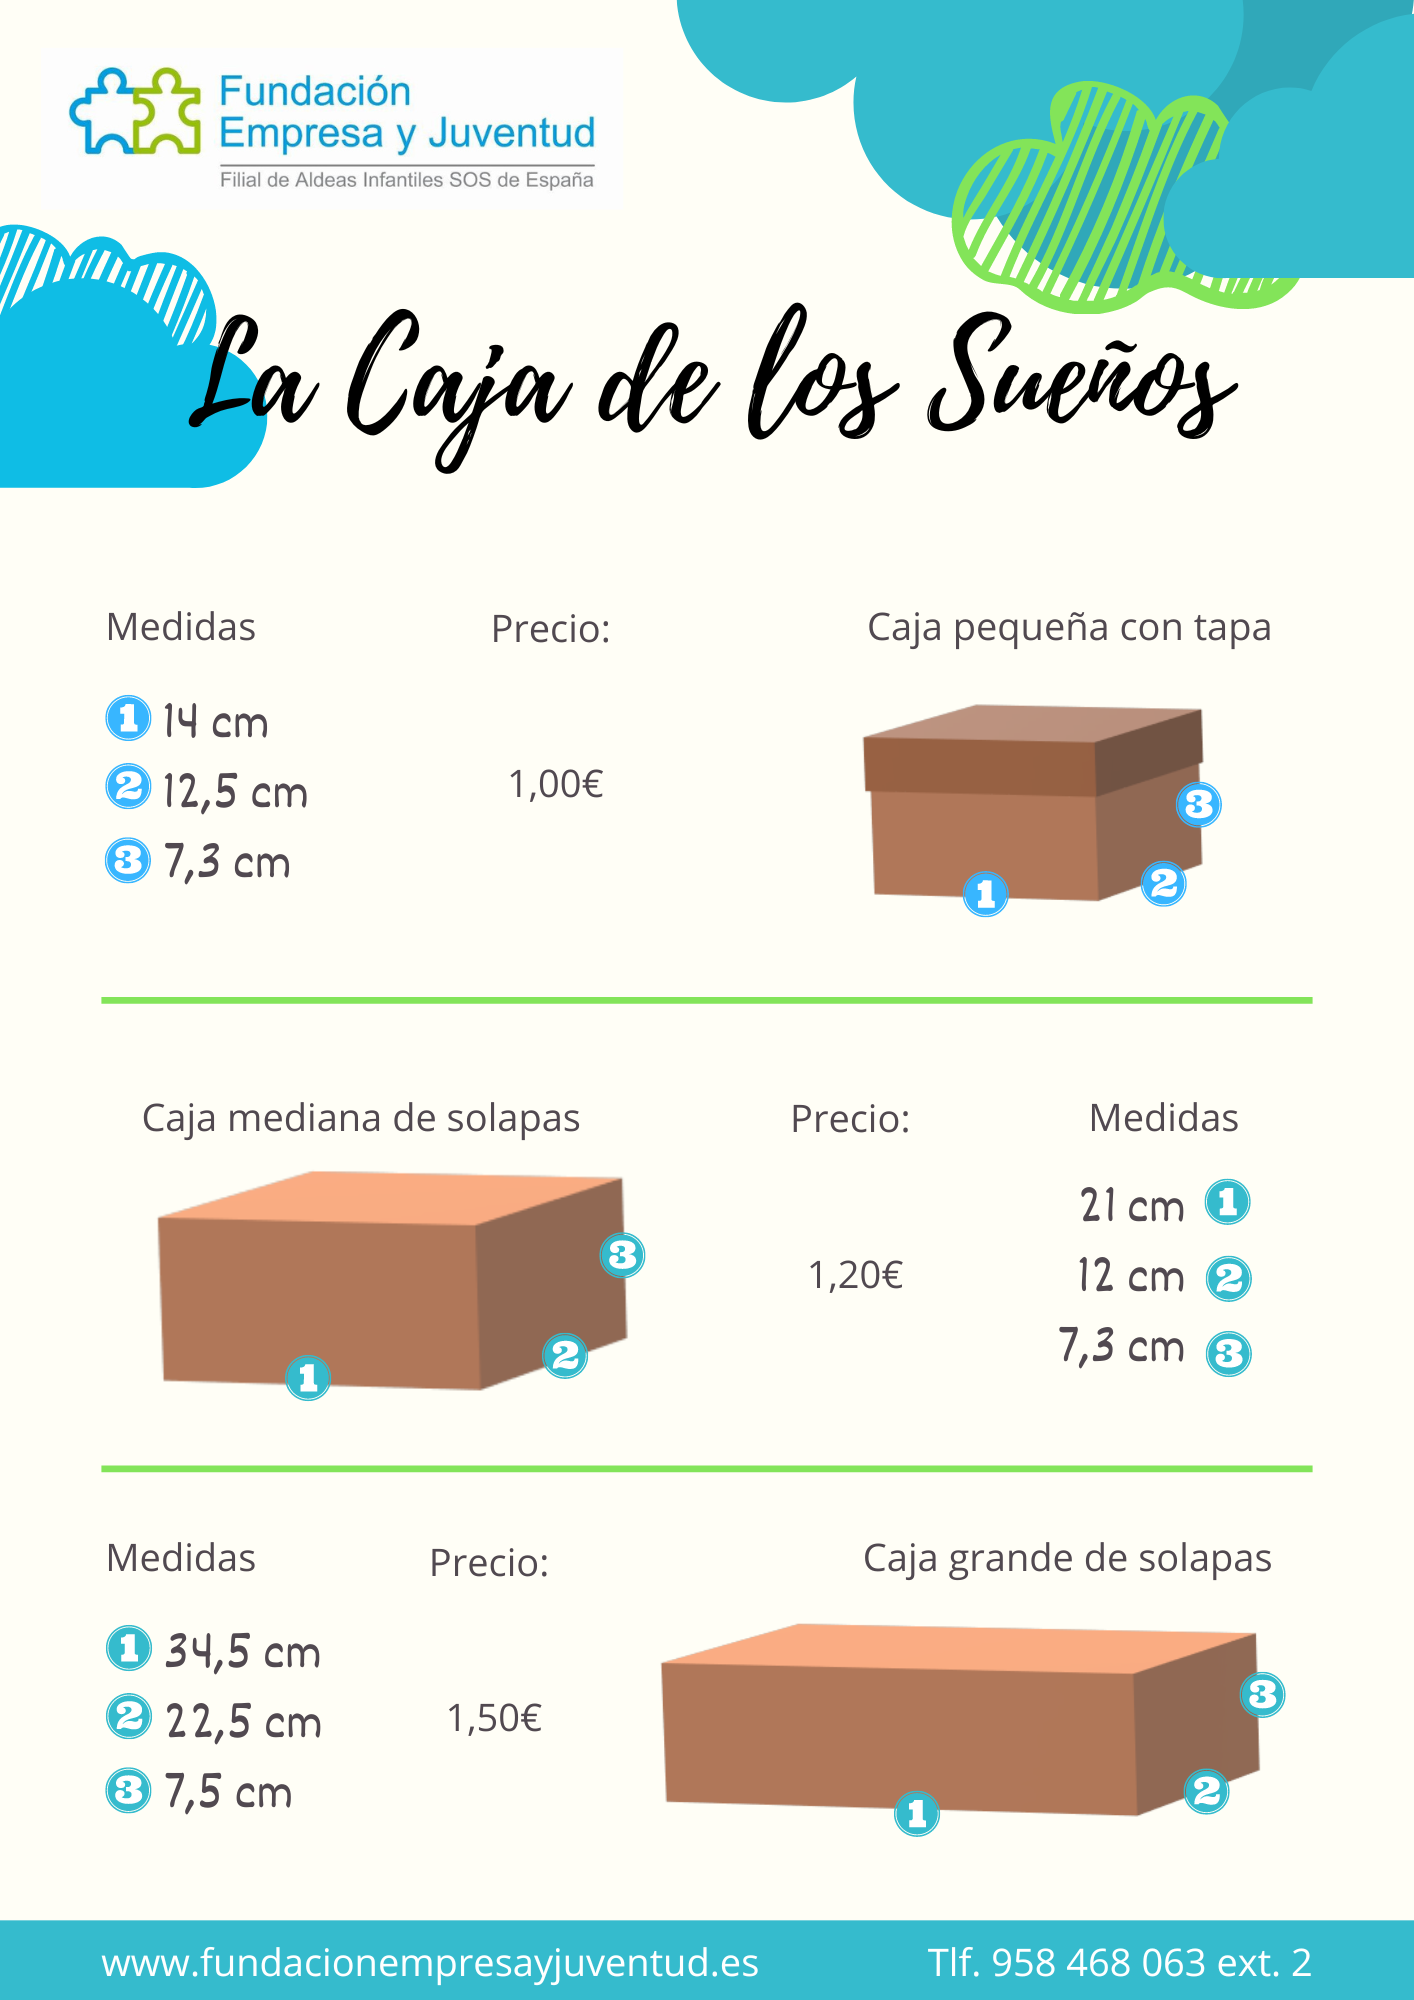 Fundación
Empresa y Juventud
Filial de Aldeas Infantiles SOS de España
La Caja de los Sueños
Medidas
Precio:
Caja pequeña con tapa
1 14 cm
2 12,5 cm
3 7,3 cm
1,00€
3
2
1
Caja mediana de solapas
Precio:
Medidas
3
2
1
1,20€
21 cm 1
12 cm 2
7,3 cm 3
Medidas
Precio:
Caja grande de solapas
1 34,5 cm
2 22,5 cm
3 7,5 cm
1,50€
3
2
1
www.fundacionempresayjuventud.es
Tlf. 958 468 063 ext. 2